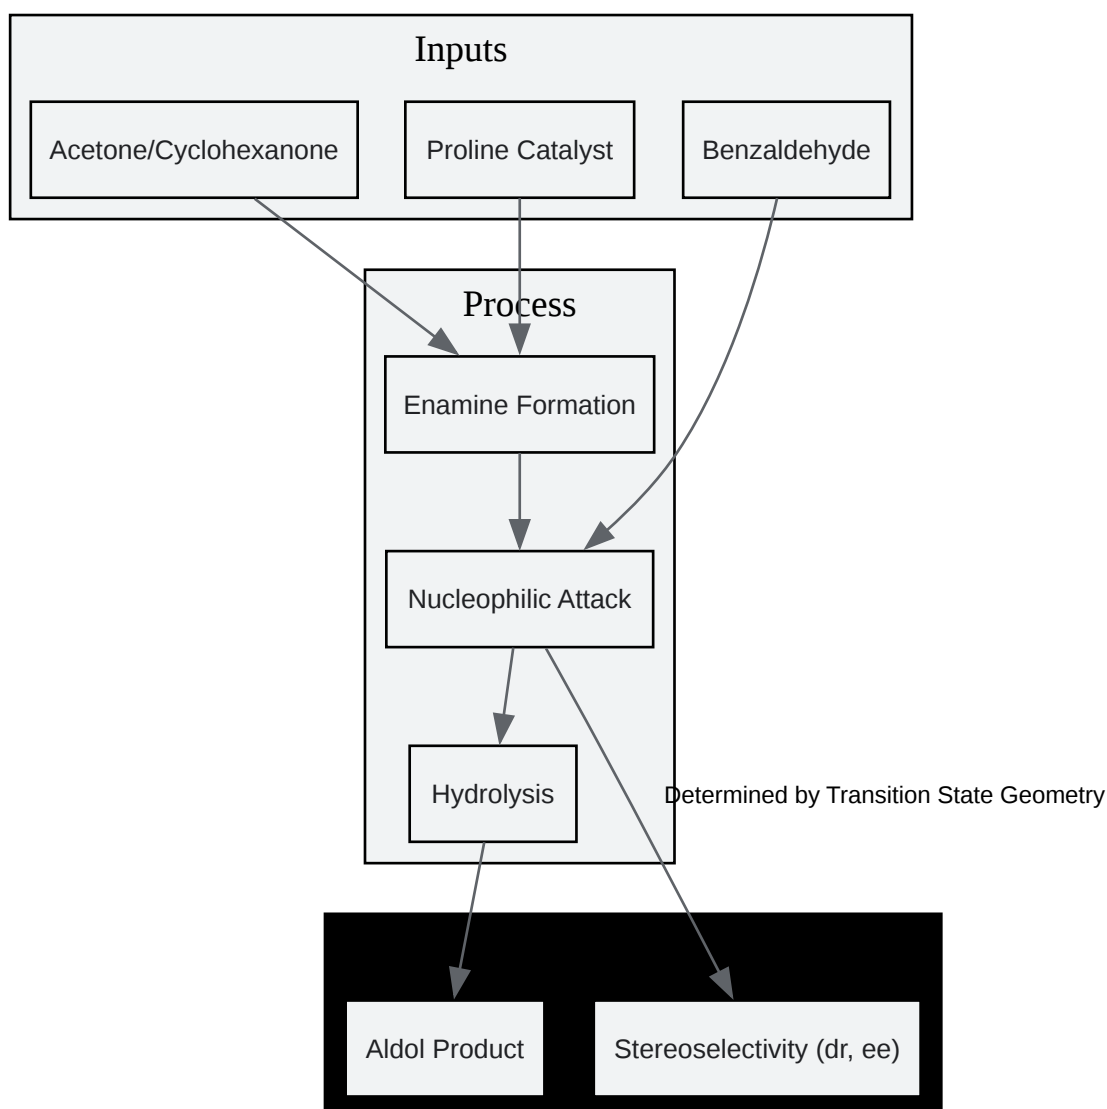 Inputs
Acetone/Cyclohexanone
Proline Catalyst
Benzaldehyde
Process
Enamine Formation
Nucleophilic Attack
Hydrolysis
Determined by Transition State Geometry
Aldol Product
Stereoselectivity (dr, ee)